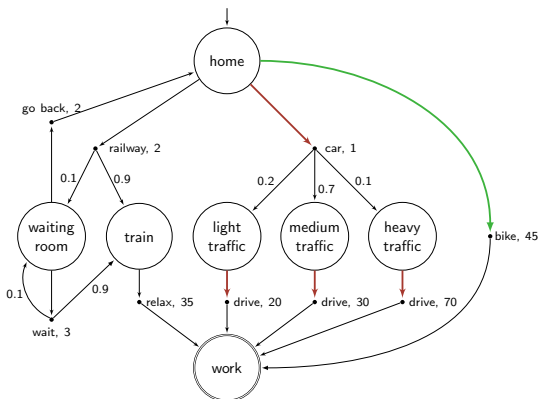 home
go back, 2
railway, 2
car, 1
0.1
0.9
0.2
0.7
0.1
waiting
room
train
light
traffic
medium
traffic
heavy
traffic
bike, 45
0.1
0.9
wait, 3
relax, 35
drive, 20
drive, 30
drive, 70
work